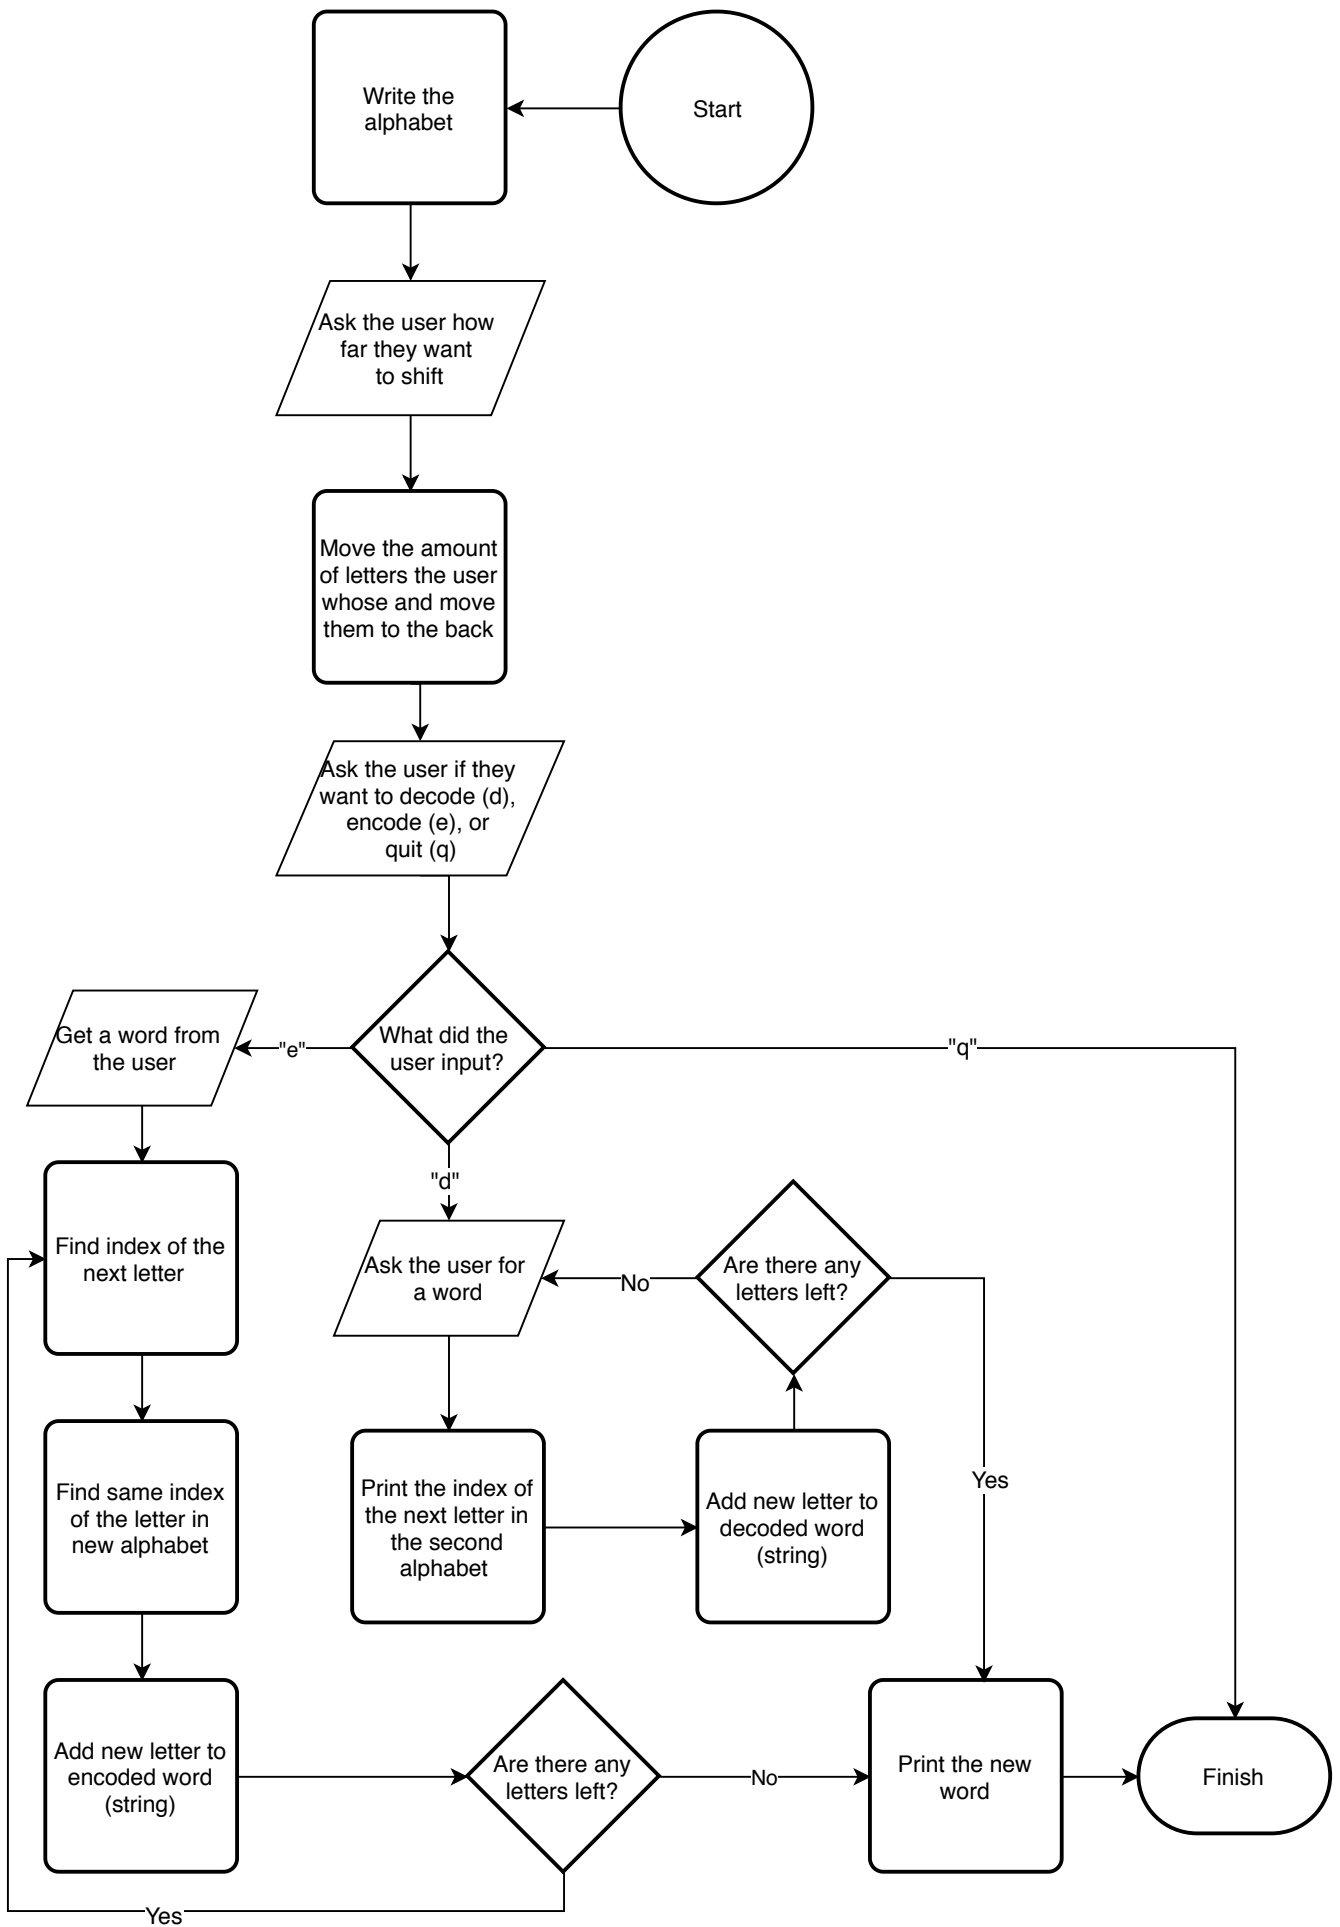 Write the
alphabet
Start
Ask the user how
far they want
to shift
Move the amount
of letters the user
whose and move
them to the back
Ask the user if they
want to decode (d),
encode (e), or
quit (q)
What did the
user input?
"e"
"q"
"d"
Get a word from
the user
Find index of the
next letter
Ask the user for
a word
No
Are there any
letters left?
Yes
Find same index
of the letter in
new alphabet
Print the index of
the next letter in
the second
alphabet
Add new letter to
decoded word
(string)
Add new letter to
encoded word
(string)
Are there any
letters left?
No
Print the new
word
Finish
Yes